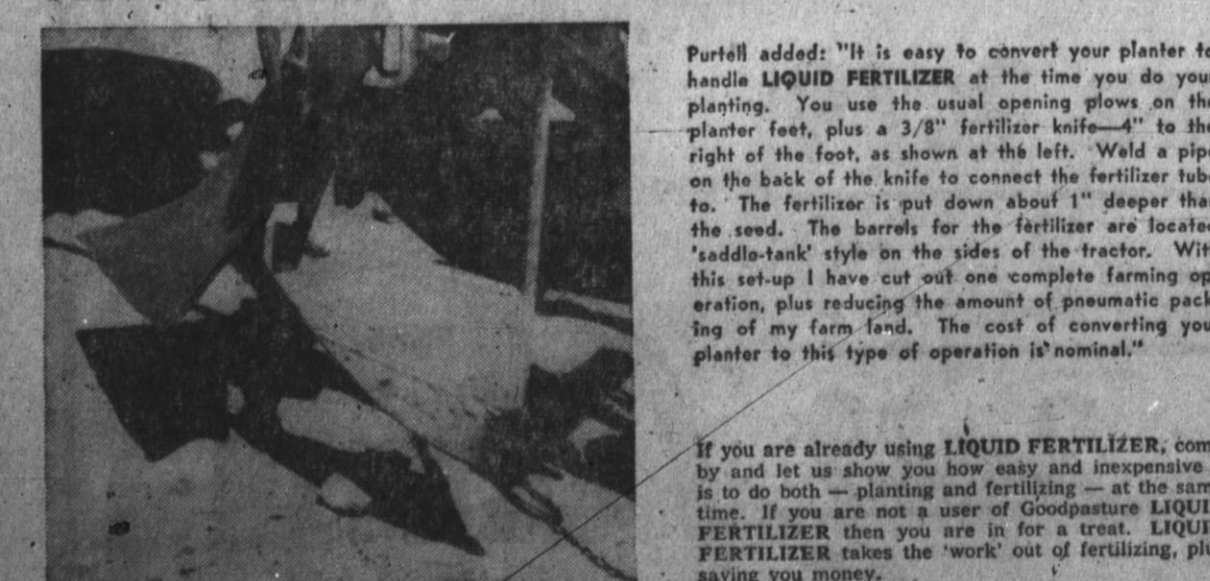 Purtell added: "It is easy to convert your planter to
handle LIQUID FERTILIZER at the time you do your
planting. You use the usual opening plows on the
planter feet, plus a 3/8" fertilizer knife—4" to the
right of the foot, as shown at the left. Weld a pipe
on the back of the knife to connect the fertilizer tube
to. The fertilizer is put down about 1" deeper than
the seed. The barrels for the fertilizer are located
'saddle-tank' style on the sides of the tractor. With
this set-up I have cut out one complete farming op
eration, plus reducing the amount of pneumatic pack
ing of my farm land. The cost of converting you
planter to this type of operation is nominal."
If you are already using LIQUID FERTILIZER, com
by and let us show you how easy and inexpensive
is to do both — planting and fertilizing — at the sam
time. If you are not a user of Goodpasture LIQUI
FERTILIZER then you are in for a treat. LIQUI
FERTILIZER takes the 'work' out of fertilizing, plu
saving you money.